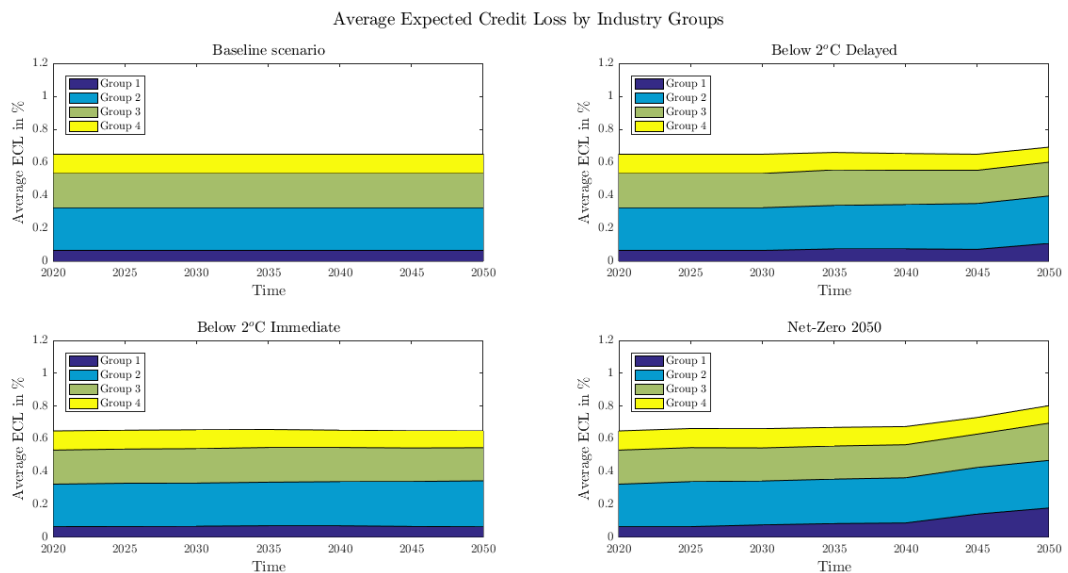 Average Expected Credit Loss by Industry Groups
Baseline scenario
Average ECL in %
1.2
1
0.8
0.6
0.4
0.2
0
Group 1
Group 2
Group 3
Group 4
2020 2025 2030 2035 2040 2045 2050
Time
Below 2°C Delayed
Average ECL in %
1.2
1
0.8
0.6
0.4
0.2
0
Group 1
Group 2
Group 3
Group 4
2020 2025 2030 2035 2040 2045 2050
Time
Below 2°C Immediate
Average ECL in %
1.2
1
0.8
0.6
0.4
0.2
0
Group 1
Group 2
Group 3
Group 4
2020 2025 2030 2035 2040 2045 2050
Time
Net-Zero 2050
Average ECL in %
1.2
1
0.8
0.6
0.4
0.2
0
Group 1
Group 2
Group 3
Group 4
2020 2025 2030 2035 2040 2045 2050
Time